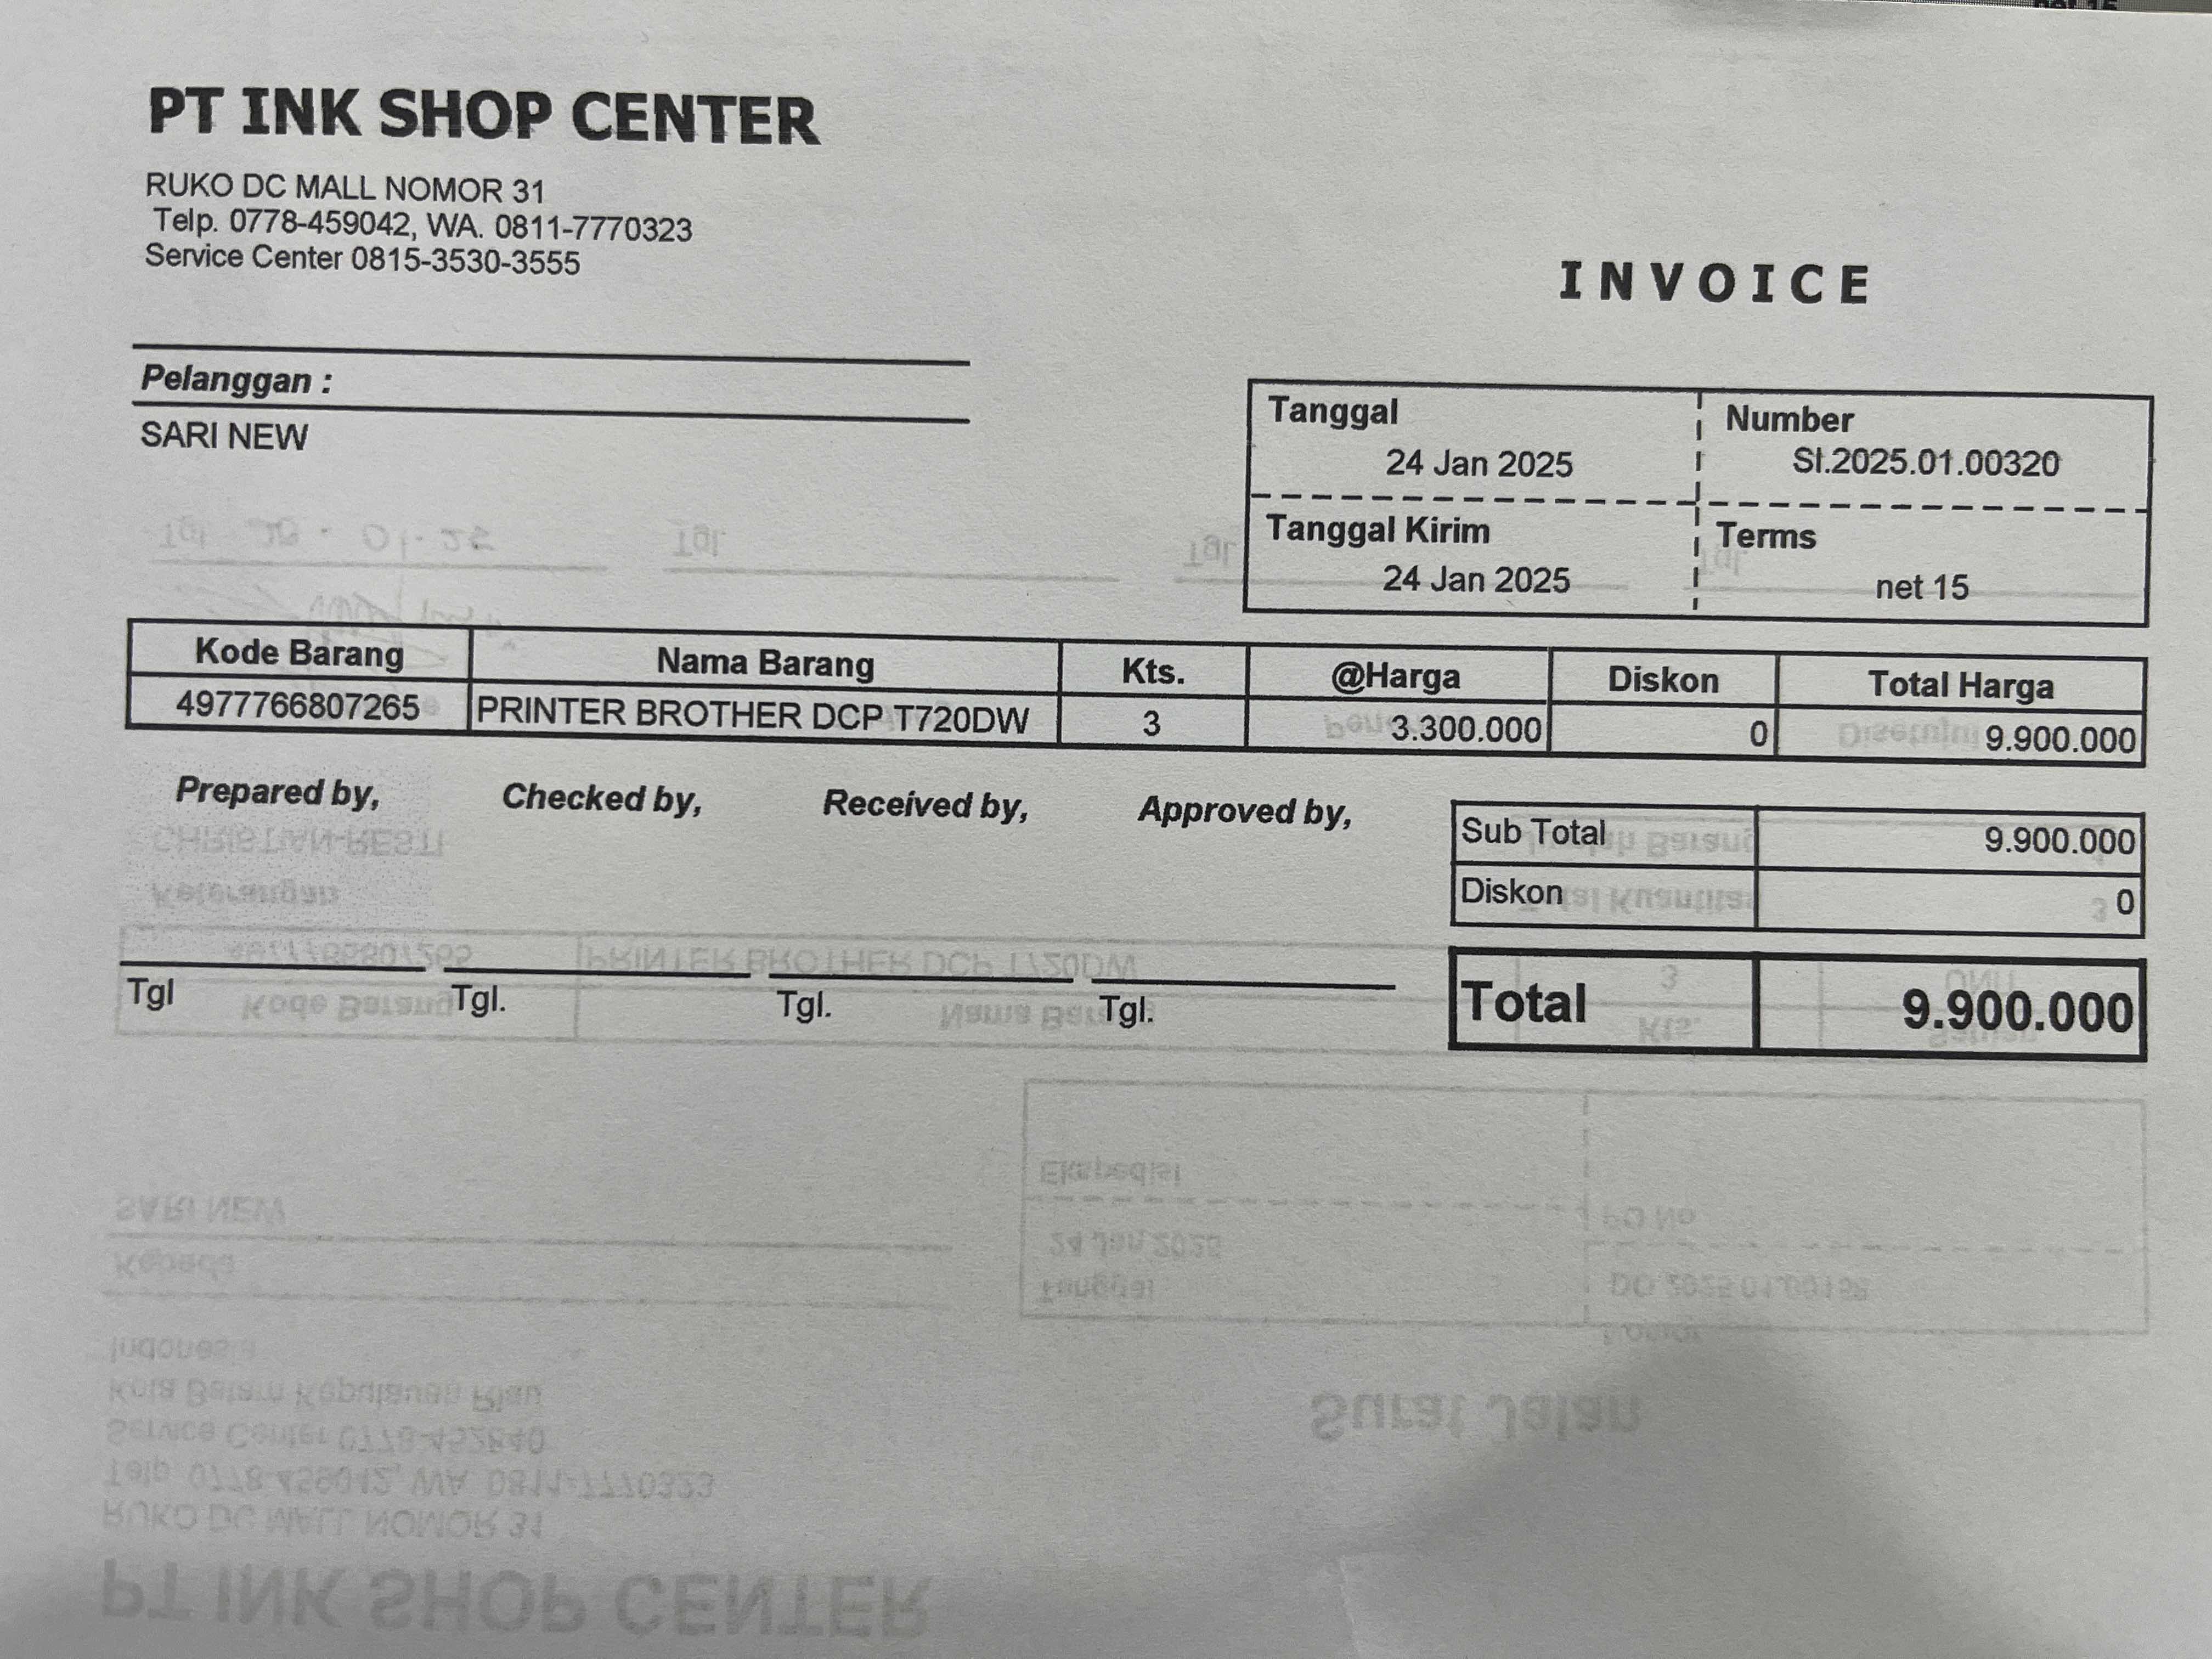 PT INK SHOP CENTER
RUKO DC MALL NOMOR 31
Telp. 0778-459042, WA. 0811-7770323
Service Center 0815-3530-3555
INVOICE
Pelanggan :
SARI NEW
Tanggal
24 Jan 2025
Number
SI.2025.01.00320
Tanggal Kirim
24 Jan 2025
Terms
net 15
Kode Barang Nama Barang Kts. @Harga Diskon Total Harga
4977766807265 PRINTER BROTHER DCP T720DW 3 3.300.000 0 9.900.000
Prepared by, Checked by, Received by, Approved by,
Sub Total 9.900.000
Diskon 0
Tgl Tgl. Tgl. Tgl.
Total 9.900.000